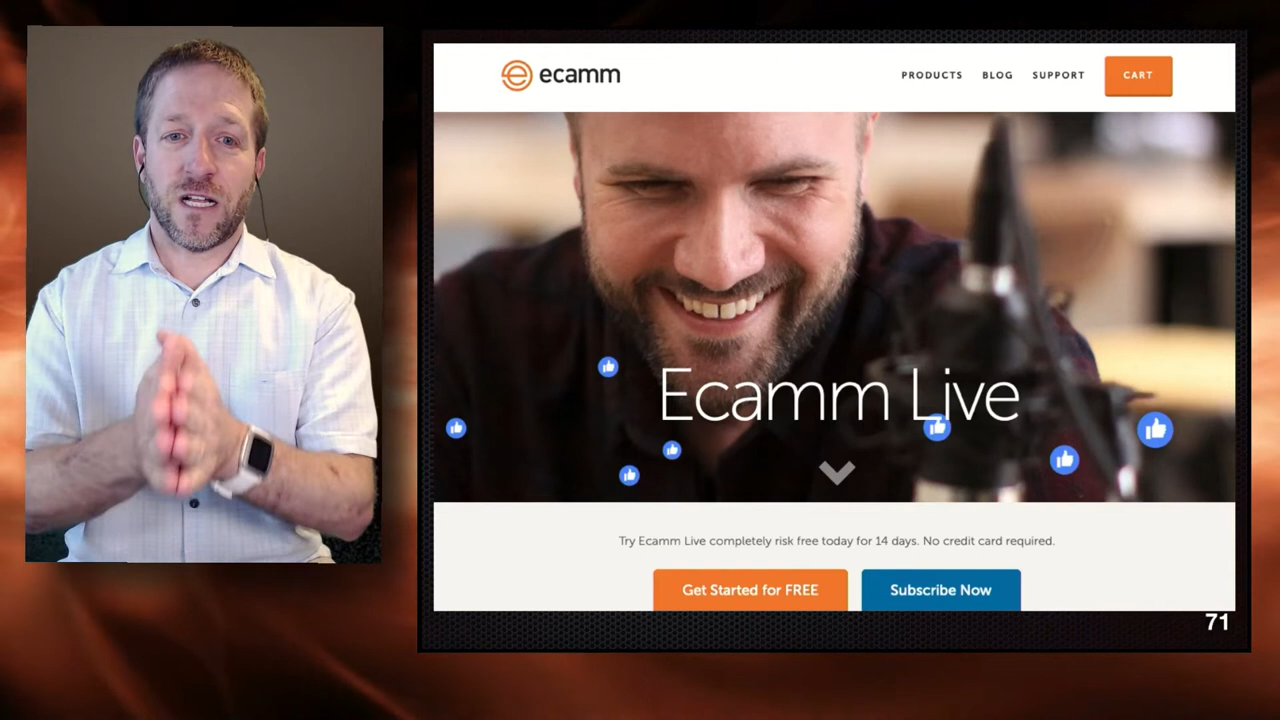 ecamm
PRODUCTS BLOG SUPPORT CART
Ecamm Live
Try Ecamm Live completely risk free today for 14 days. No credit card required.
Get Started for FREE Subscribe Now
71